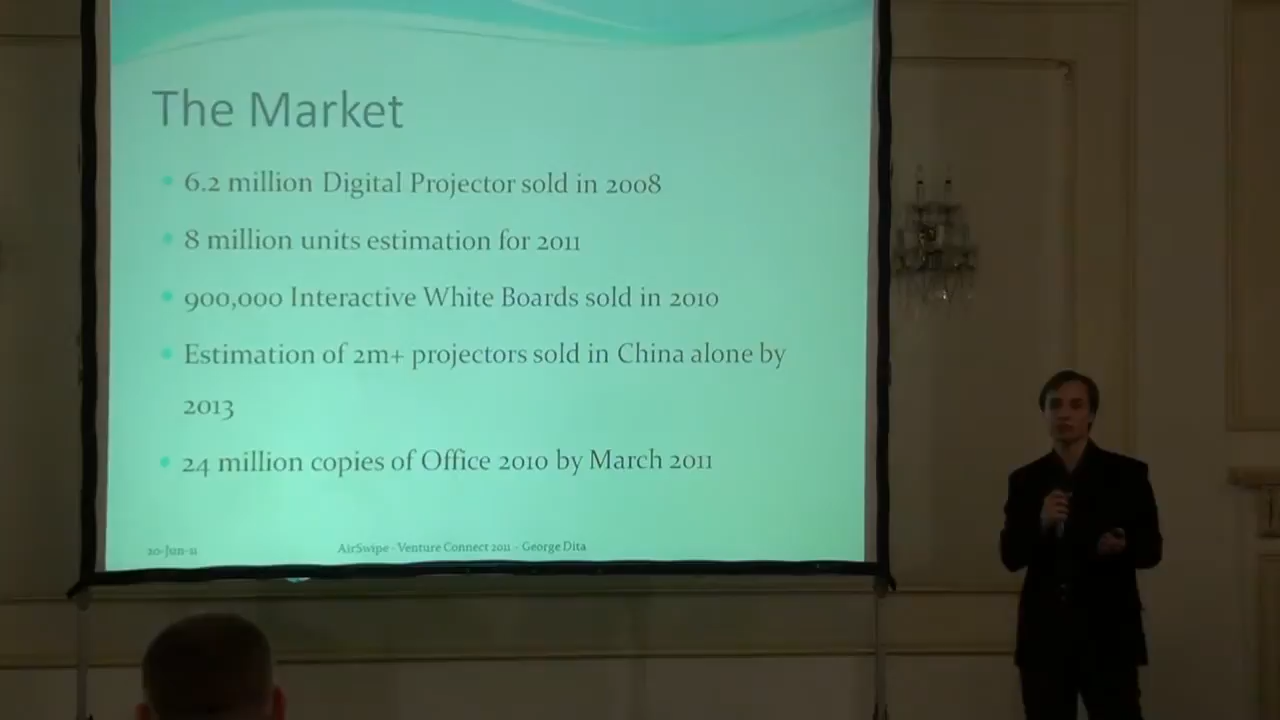 The Market
6.2 million Digital Projector sold in 2008
8 million units estimation for 2011
900,000 Interactive White Boards sold in 2010
Estimation of 2m+ projectors sold in China alone by
2013
24 million copies of Office 2010 by March 2011
20-Jun-11 AirSwipe - Venture Connect 2011 - George Dita